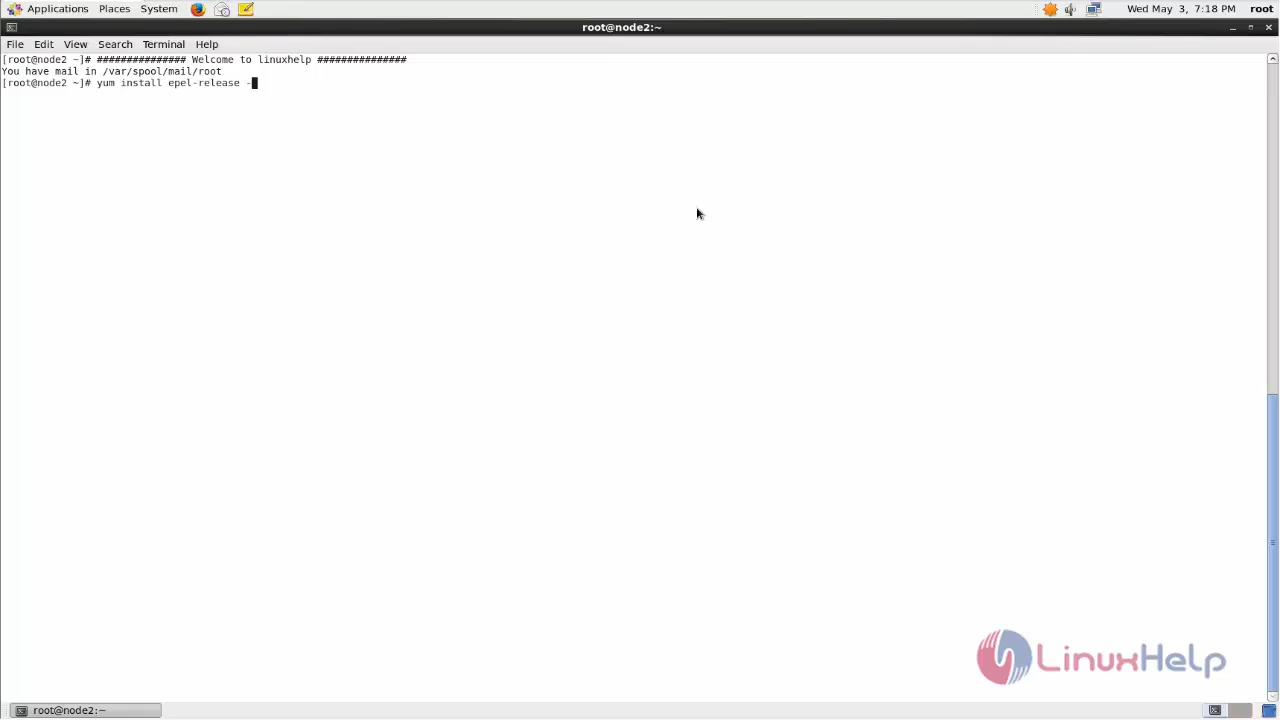 Applications Places System Wed May 3, 7:18 PM root
root@node2:~
File Edit View Search Terminal Help
[root@node2 ~]# ############### Welcome to linuxhelp ###############
You have mail in /var/spool/mail/root
[root@node2 ~]# yum install epel-release -
LinuxHelp
root@node2:~